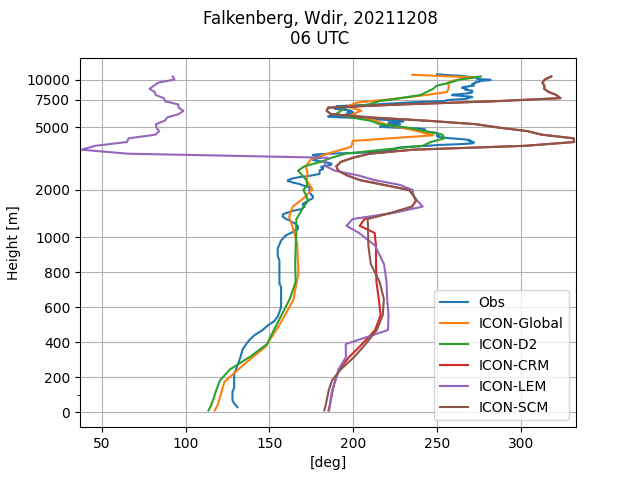 Falkenberg, Wdir, 20211208
06 UTC
10000
7500
5000
2000
1000
800
600
400
200
0
Height [m]
50
100
150
200
250
300
[deg]
Obs
ICON-Global
ICON-D2
ICON-CRM
ICON-LEM
ICON-SCM